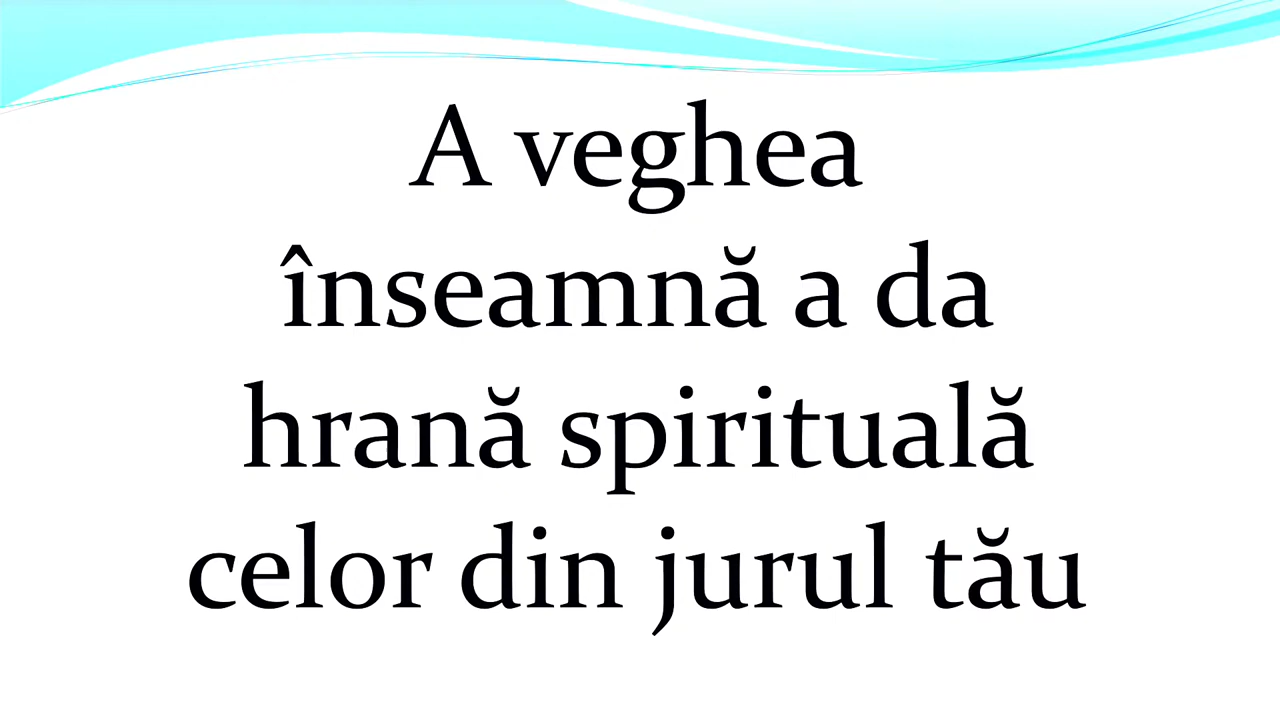 A veghea
înseamnă a da
hrană spirituală
celor din jurul tău